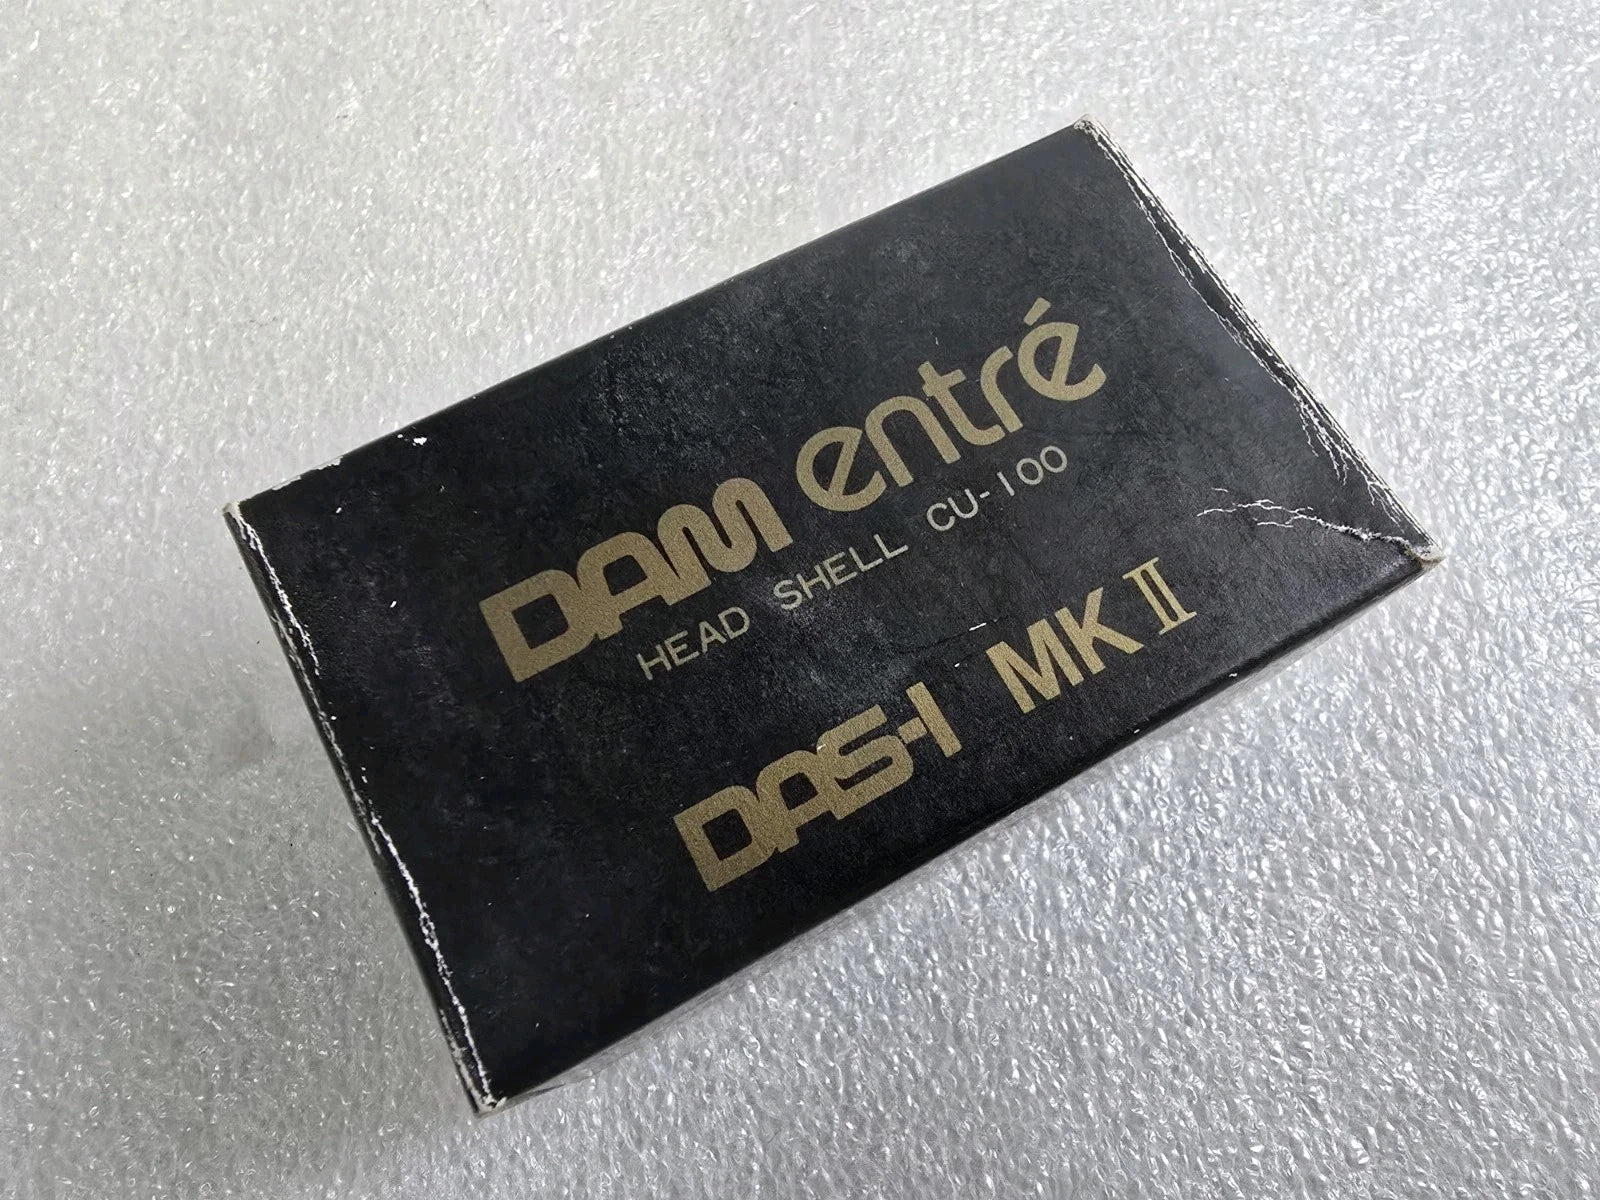 DAM entré
HEAD SHELL CU-100
DAS-1 MK II